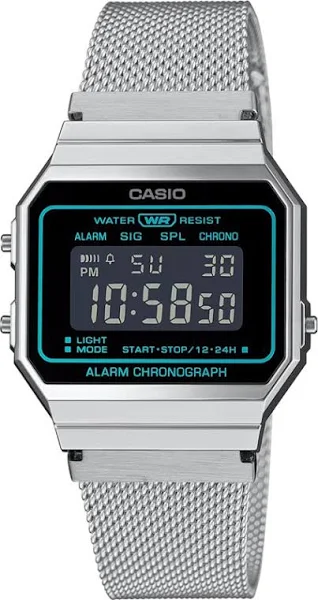 CASIO
WATER WR RESIST
ALARM SIG SPL CHRONO
SU 30
PM
10:58 50
LIGHT
MODE START·STOP/12·24H
ALARM CHRONOGRAPH